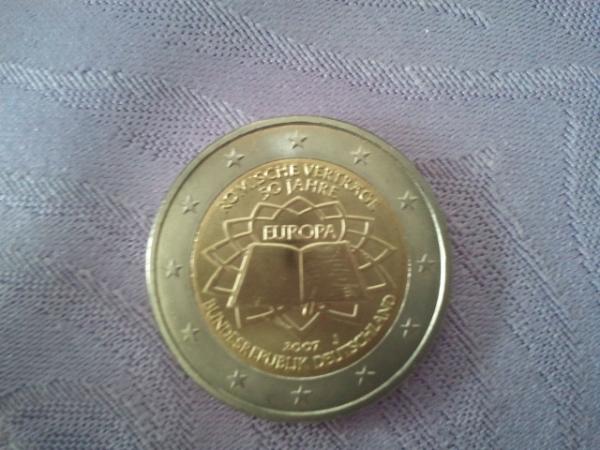 RÖMISCHE VERTRÄGE
50 JAHRE
EUROPA
2007 J
BUNDESREPUBLIK DEUTSCHLAND